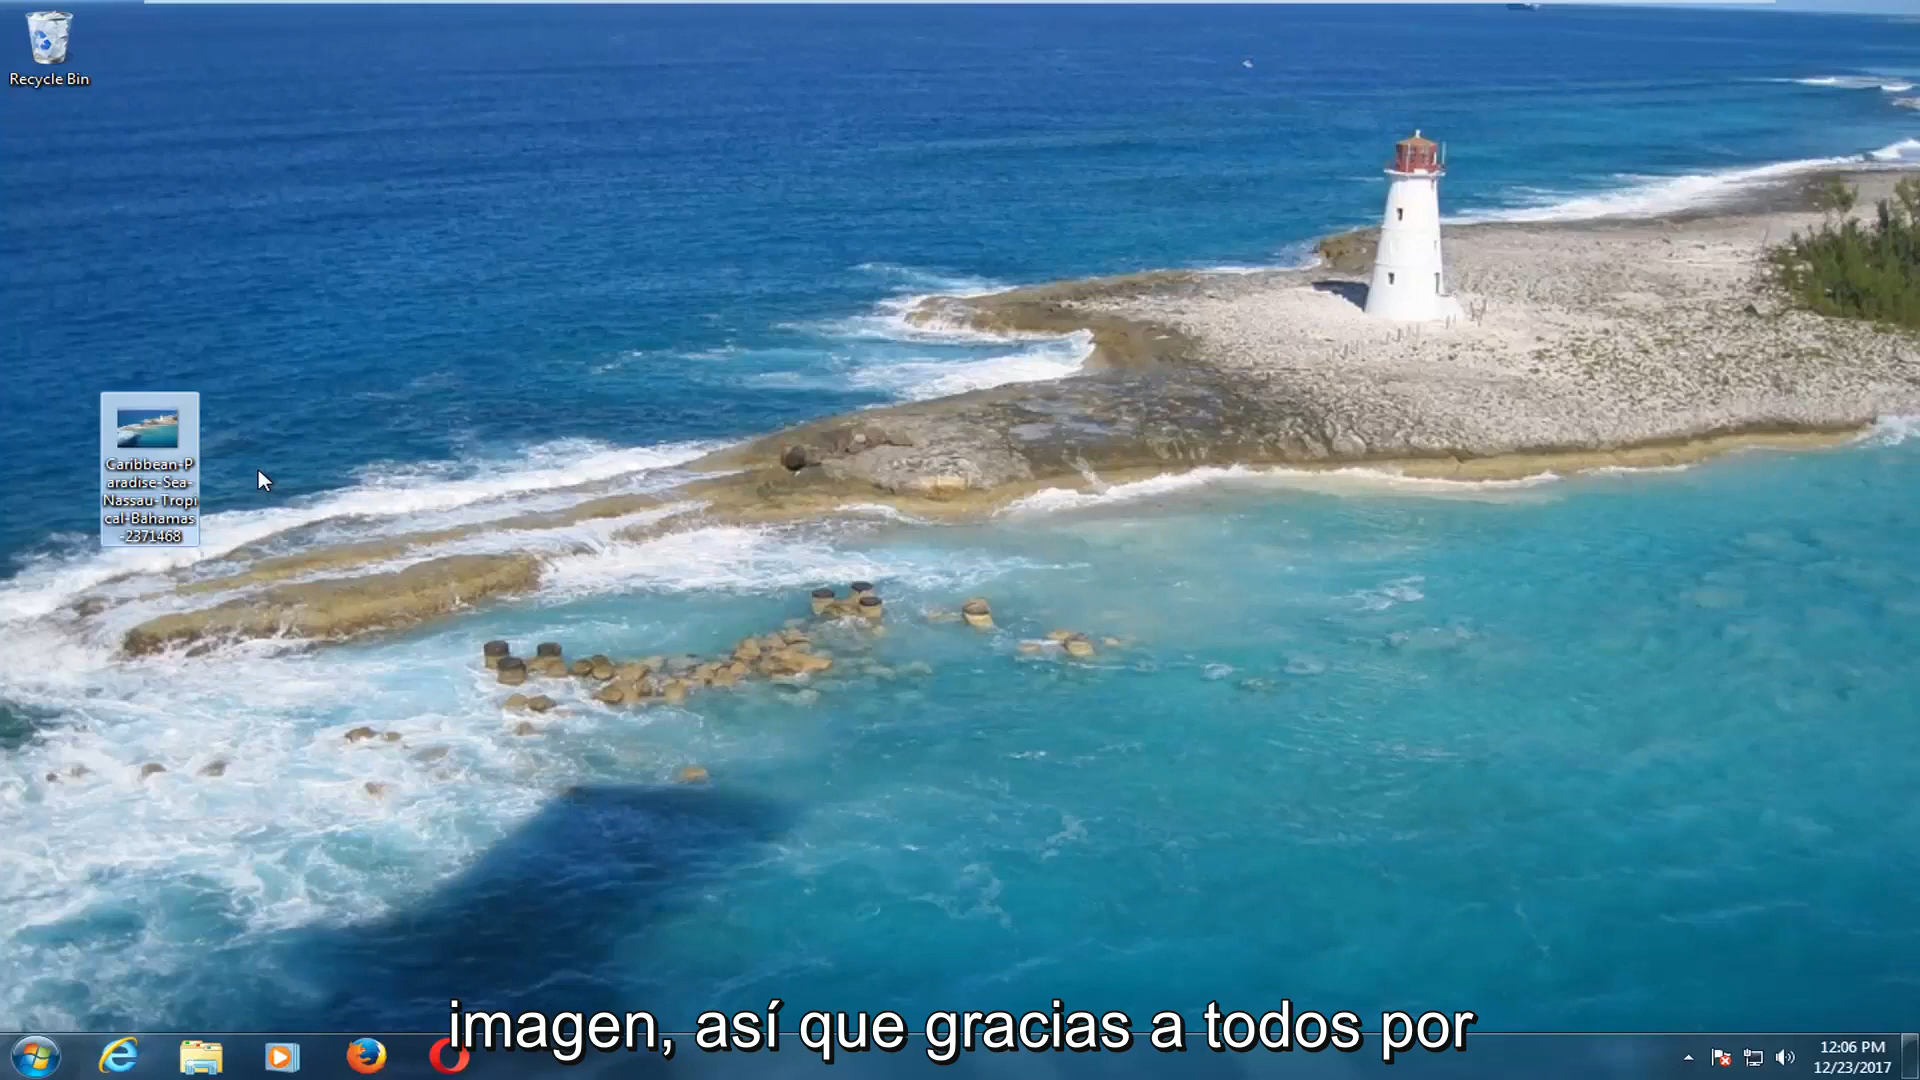 Recycle Bin
Caribbean-P
aradise-Sea-
Nassau-Tropi
cal-Bahamas
-2371468
imagen, así que gracias a todos por
12:06 PM
12/23/2017